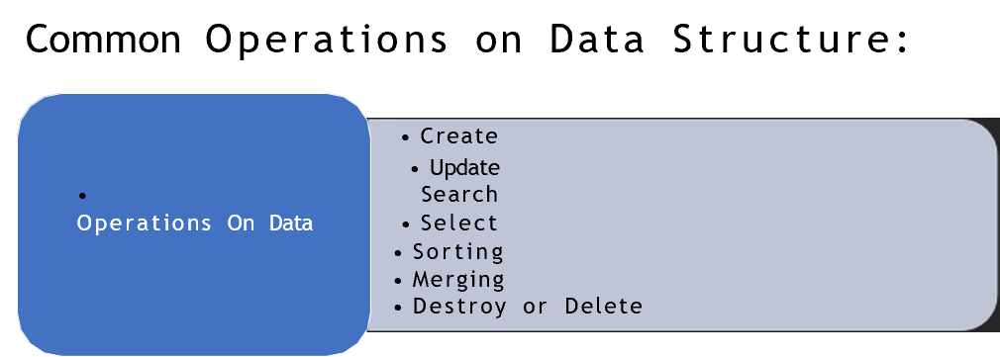 Common Operations on Data Structure:
•
Operations On Data
• Create
• Update
Search
• Select
• Sorting
• Merging
• Destroy or Delete